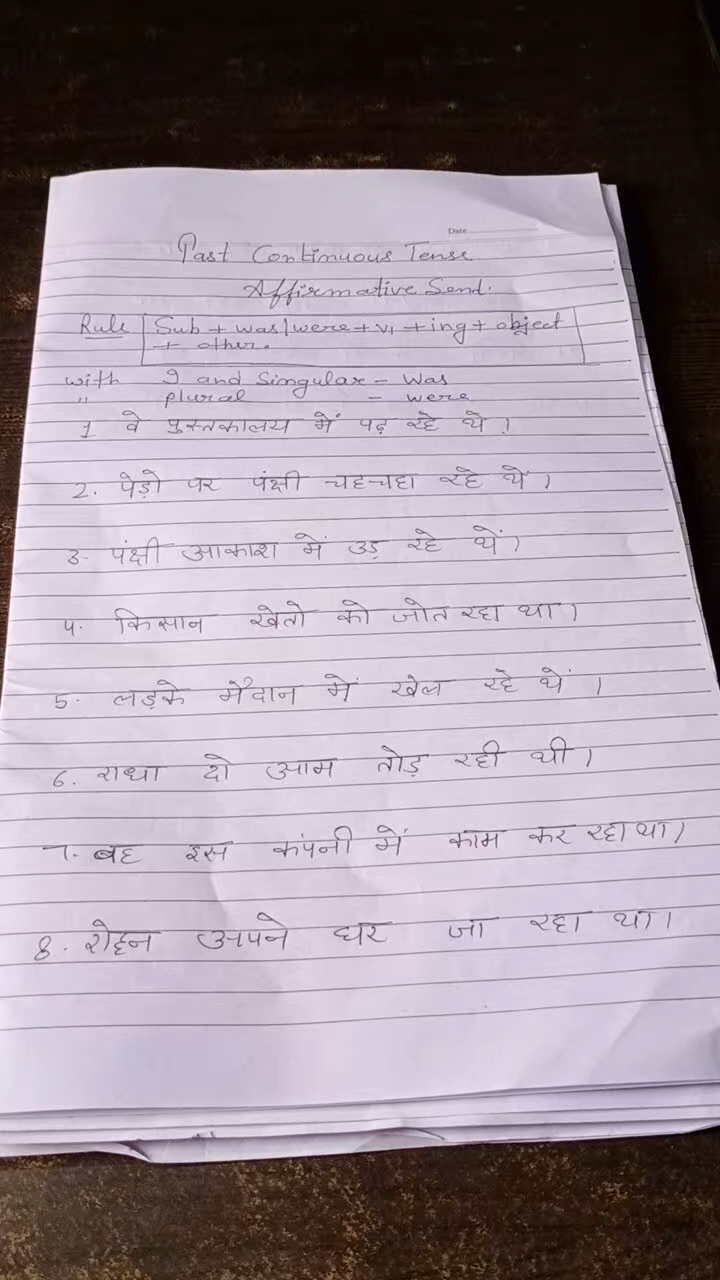 Date
Past Continuous Tense
Affirmative Send.
Rule Sub + was/were + v1 + ing + object
+ other.
with I and Singular - Was
" plural - were
1 वे पुस्तकालय में पढ़ रहे थे।
2. पेड़ो पर पंक्षी चहचहा रहे थें।
3- पंक्षी आकाश में उड़ रहे थें।
4. किसान खेतो को जोत रहा था।
5. लड़के मैदान में खेल रहे थें।
6. राधा दो आम तोड़ रही थी।
7. बह इस कंपनी में काम कर रहा था।
8. रोहन अपने घर जा रहा था।